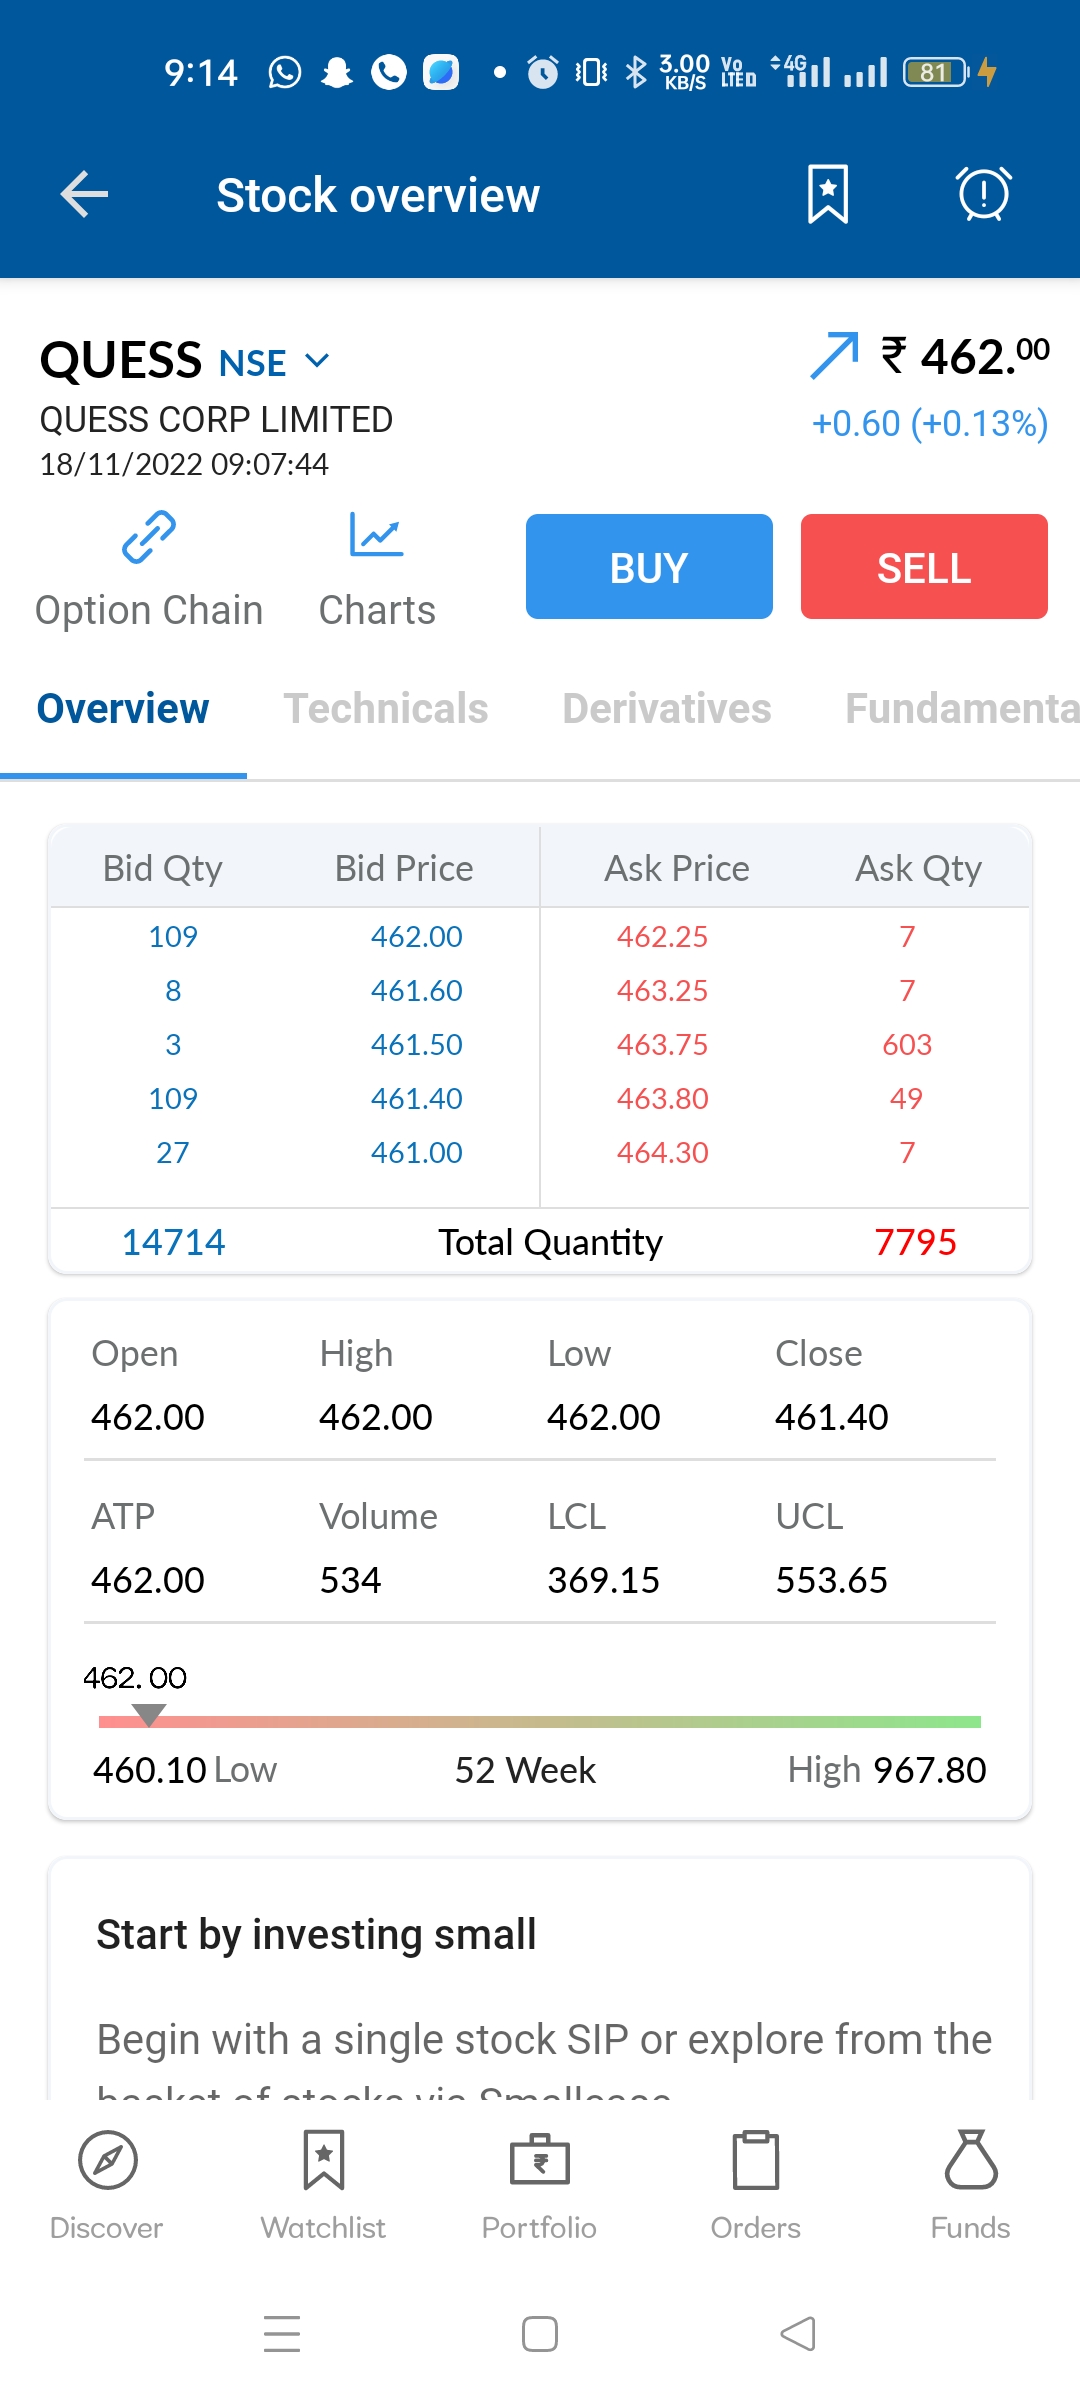 9:14 3.00 KB/S Vo LTE D 4G 81
Stock overview
QUESS NSE ₹ 462.00
QUESS CORP LIMITED +0.60 (+0.13%)
18/11/2022 09:07:44
Option Chain Charts BUY SELL
Overview Technicals Derivatives Fundamenta
Bid Qty Bid Price Ask Price Ask Qty
109 462.00 462.25 7
8 461.60 463.25 7
3 461.50 463.75 603
109 461.40 463.80 49
27 461.00 464.30 7
14714 Total Quantity 7795
Open High Low Close
462.00 462.00 462.00 461.40
ATP Volume LCL UCL
462.00 534 369.15 553.65
462.00
460.10 Low 52 Week High 967.80
Start by investing small
Begin with a single stock SIP or explore from the
basket of stocks via Smallcase
Discover Watchlist Portfolio Orders Funds